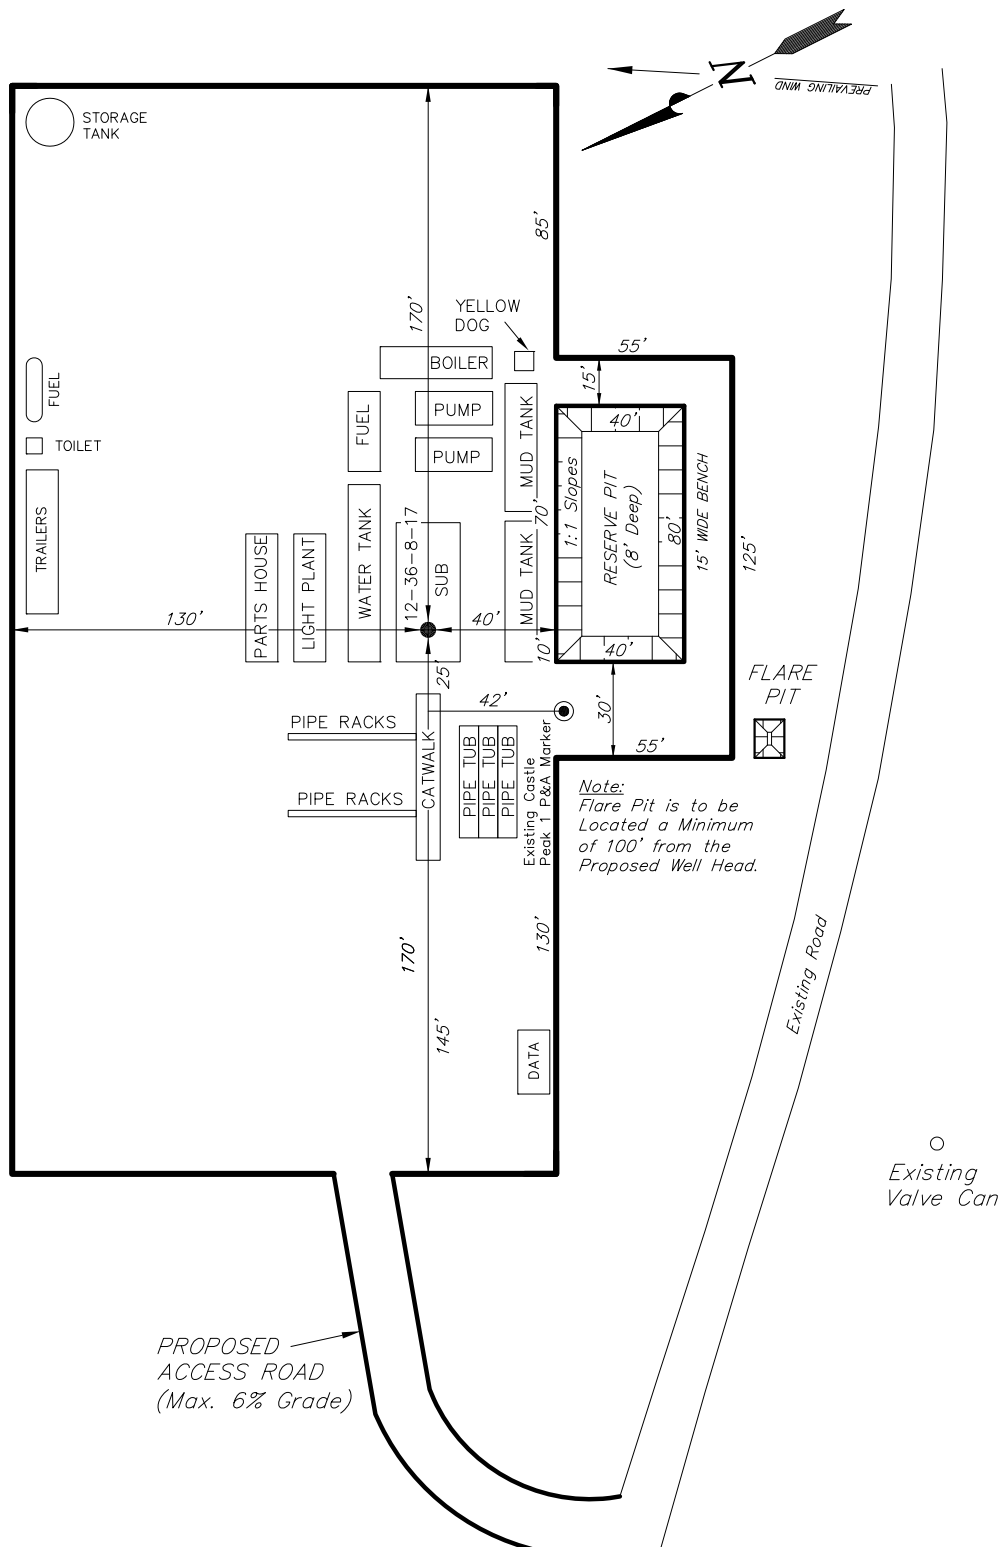 N
PREVAILING WIND
STORAGE
TANK
85'
170'
YELLOW
DOG
55'
BOILER
15'
FUEL
FUEL
PUMP
MUD TANK
40'
TOILET
PUMP
TRAILERS
WATER TANK
12-36-8-17
SUB
70'
1:1 Slopes
RESERVE PIT
(8' Deep)
80'
15' WIDE BENCH
125'
PARTS HOUSE
LIGHT PLANT
MUD TANK
130'
40'
10'
40'
25'
42'
30'
FLARE
PIT
PIPE RACKS
CATWALK
PIPE TUB
PIPE TUB
PIPE TUB
Existing Castle
Peak 1 P&A Marker
55'
PIPE RACKS
Note:
Flare Pit is to be
Located a Minimum
of 100' from the
Proposed Well Head.
170'
130'
Existing Road
145'
DATA
Existing
Valve Can
PROPOSED
ACCESS ROAD
(Max. 6% Grade)